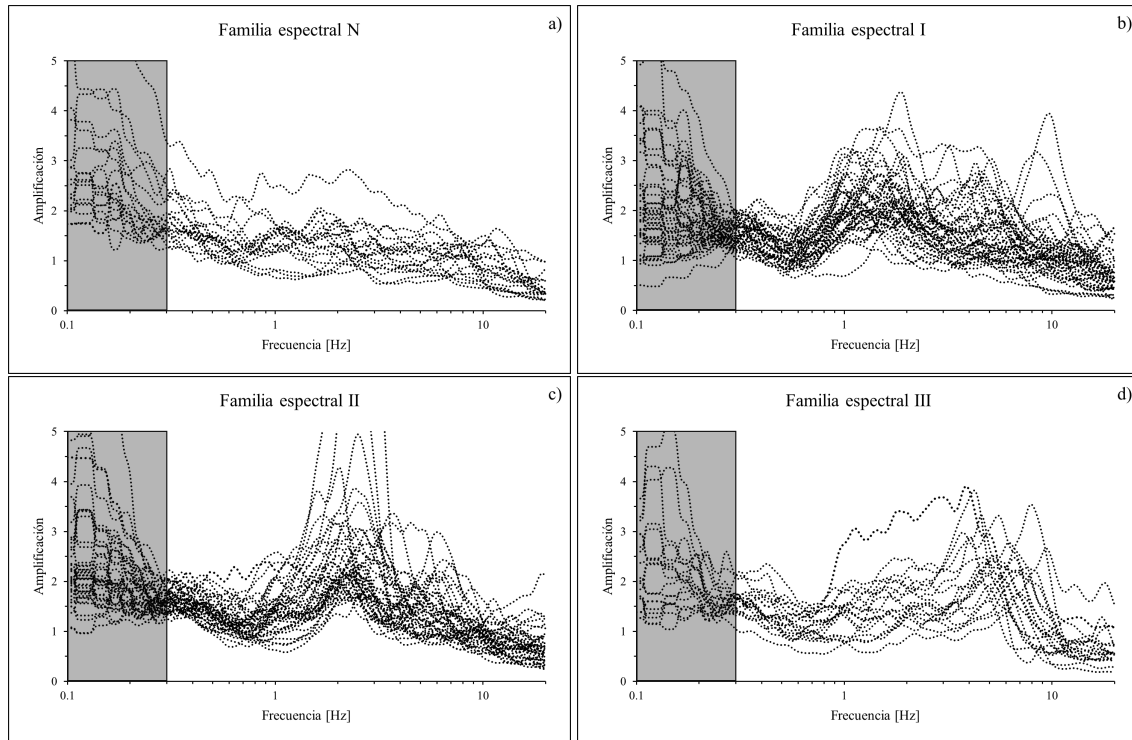 Familia espectral N
a)
5
4
3
2
1
0
Amplificación
0.1
1
10
Frecuencia [Hz]
Familia espectral I
b)
5
4
3
2
1
0
Amplificación
0.1
1
10
Frecuencia [Hz]
Familia espectral II
c)
5
4
3
2
1
0
Amplificación
0.1
1
10
Frecuencia [Hz]
Familia espectral III
d)
5
4
3
2
1
0
Amplificación
0.1
1
10
Frecuencia [Hz]